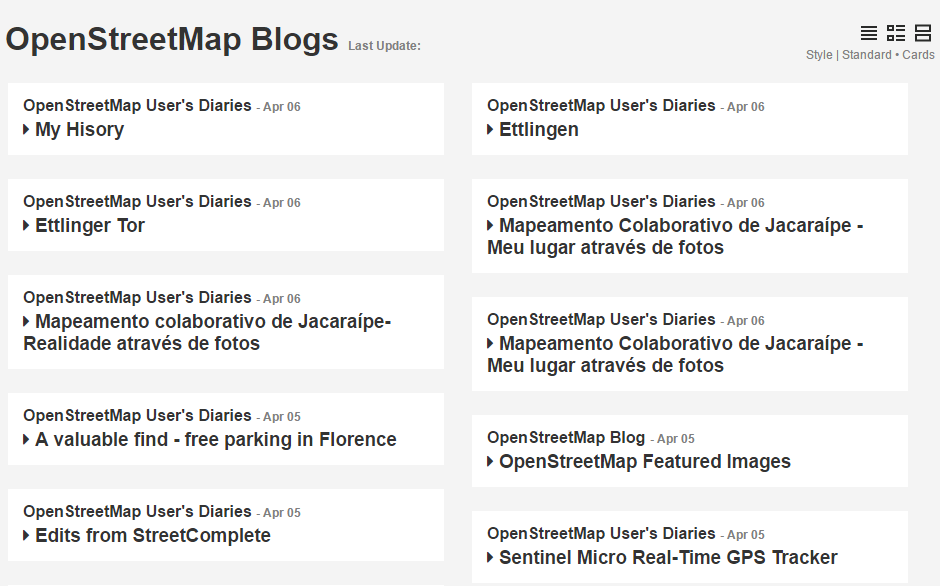 OpenStreetMap Blogs Last Update:
Style | Standard • Cards
OpenStreetMap User's Diaries - Apr 06
My Hisory
OpenStreetMap User's Diaries - Apr 06
Ettlinger Tor
OpenStreetMap User's Diaries - Apr 06
Mapeamento colaborativo de Jacaraípe-
Realidade através de fotos
OpenStreetMap User's Diaries - Apr 05
A valuable find - free parking in Florence
OpenStreetMap User's Diaries - Apr 05
Edits from StreetComplete
OpenStreetMap User's Diaries - Apr 06
Ettlingen
OpenStreetMap User's Diaries - Apr 06
Mapeamento Colaborativo de Jacaraípe -
Meu lugar através de fotos
OpenStreetMap User's Diaries - Apr 06
Mapeamento Colaborativo de Jacaraípe -
Meu lugar através de fotos
OpenStreetMap Blog - Apr 05
OpenStreetMap Featured Images
OpenStreetMap User's Diaries - Apr 05
Sentinel Micro Real-Time GPS Tracker